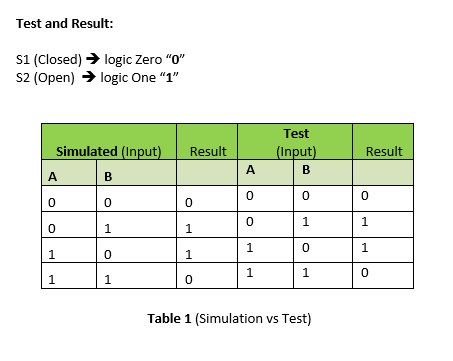 Test and Result:
S1 (Closed) ➔ logic Zero “0”
S2 (Open) ➔ logic One “1”
Simulated (Input) Result Test (Input) Result
A B A B
0 0 0 0 0 0
0 1 1 0 1 1
1 0 1 1 0 1
1 1 0 1 1 0
Table 1 (Simulation vs Test)